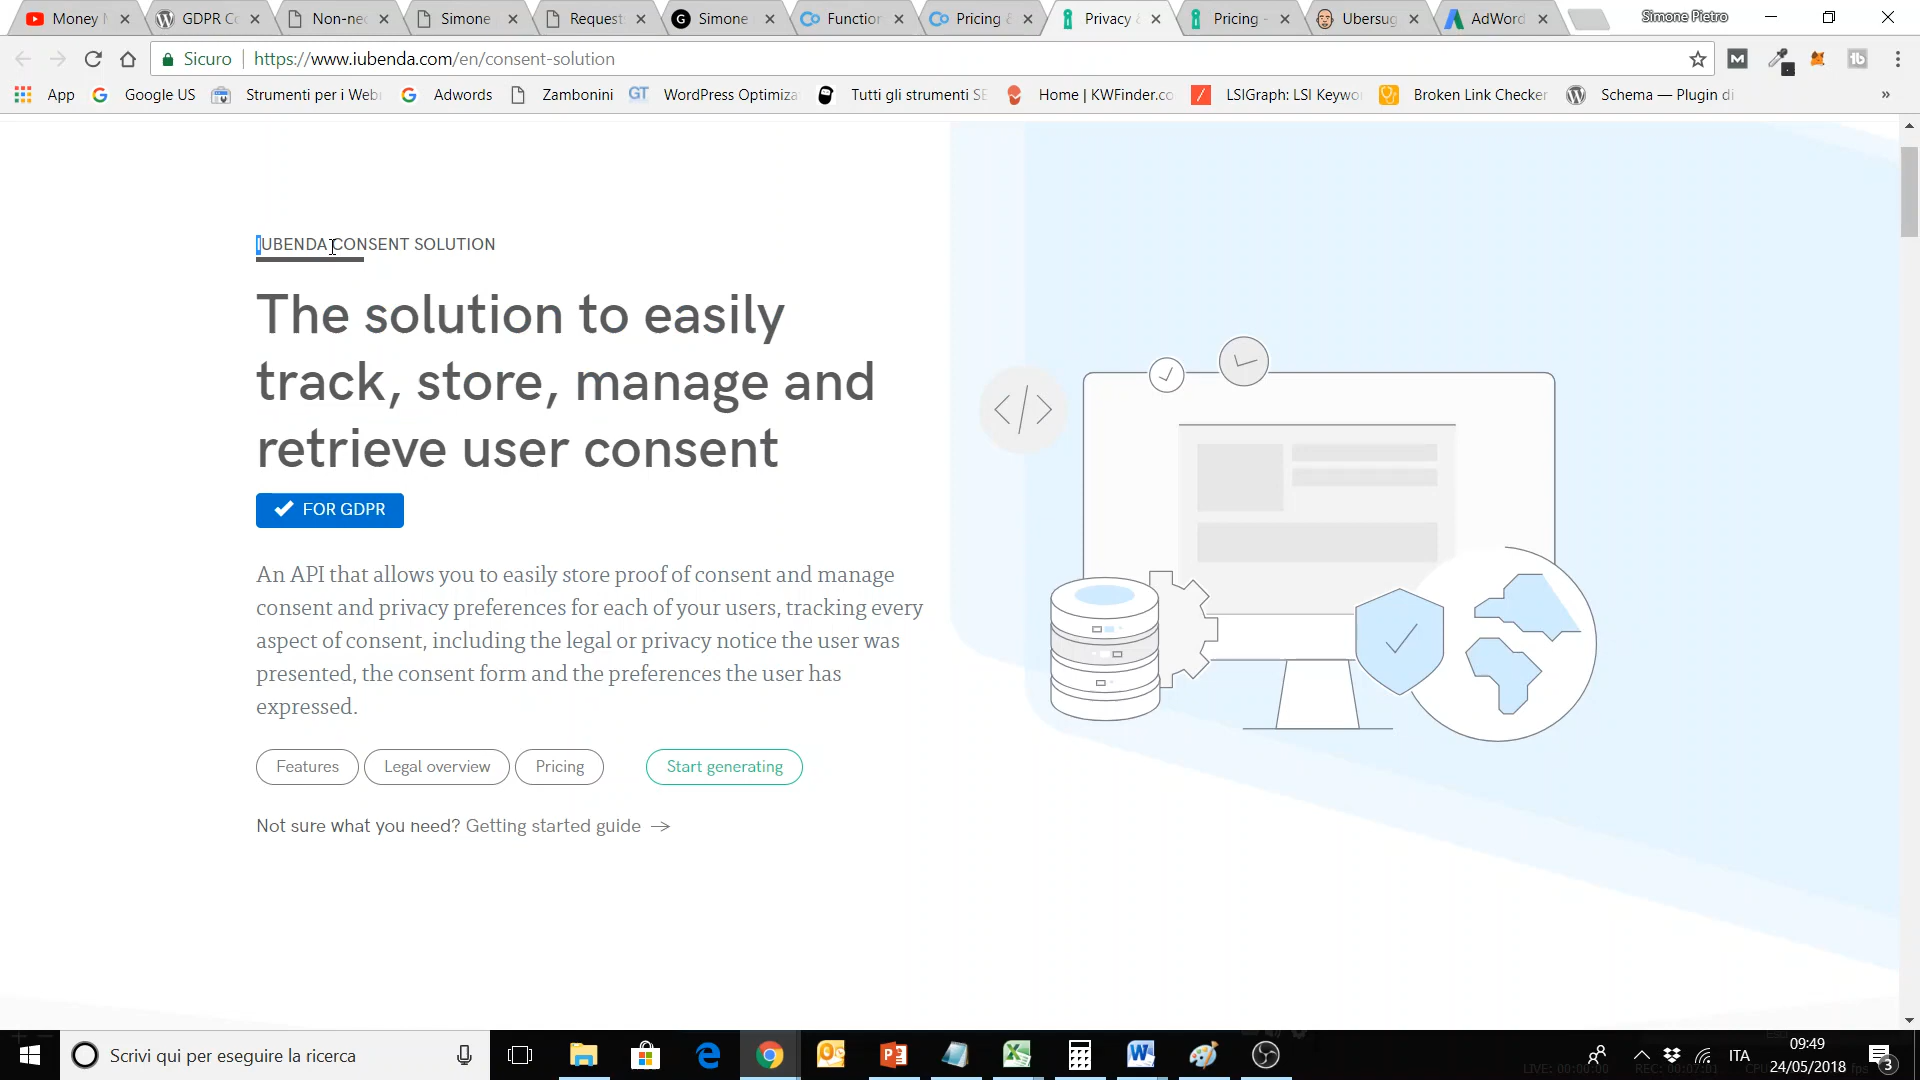 Money
GDPR Co
Non-nec
Simone
Request
Simone
Function
Pricing &
Privacy &
Pricing -
Ubersug
AdWord
Simone Pietro
Sicuro
https://www.iubenda.com/en/consent-solution
App
Google US
Strumenti per i Web
Adwords
Zambonini
GT
WordPress Optimiza
Tutti gli strumenti SE
Home | KWFinder.co
LSIGraph: LSI Keywo
Broken Link Checker
Schema — Plugin di
»
IUBENDA CONSENT SOLUTION
The solution to easily
track, store, manage and
retrieve user consent
FOR GDPR
An API that allows you to easily store proof of consent and manage
consent and privacy preferences for each of your users, tracking every
aspect of consent, including the legal or privacy notice the user was
presented, the consent form and the preferences the user has
expressed.
Features
Legal overview
Pricing
Start generating
Not sure what you need? Getting started guide →
Scrivi qui per eseguire la ricerca
ITA
09:49
24/05/2018
3